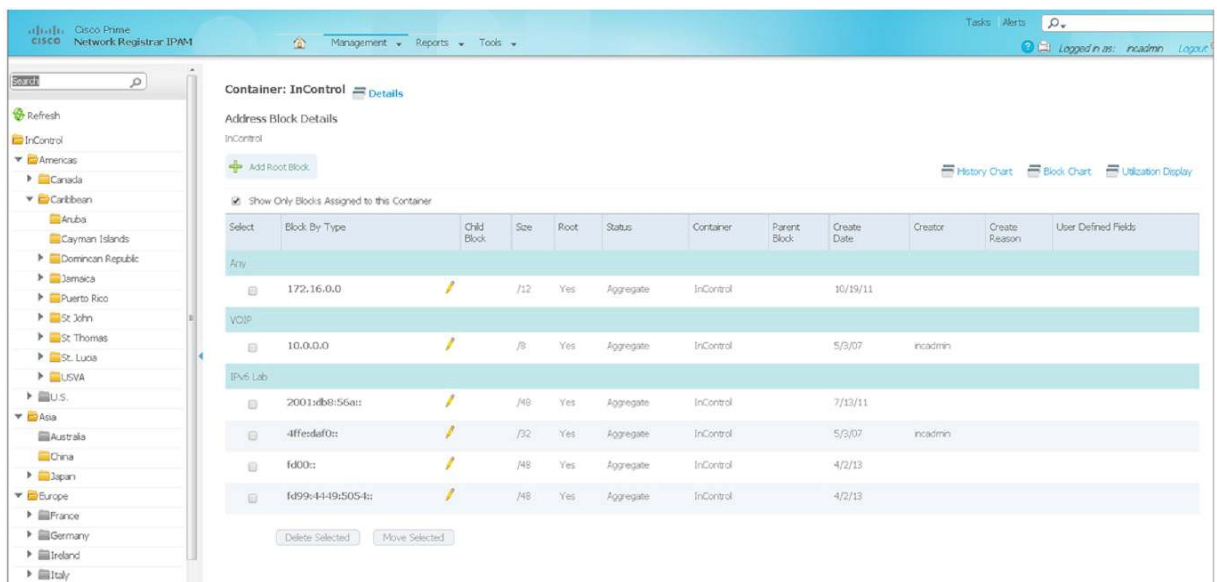 Tasks Alerts
CISCO Cisco Prime
Network Registrar IPAM
Management Reports Tools
Logged in as: incadmin Logout
Search
Refresh
InControl
Americas
Canada
Caribbean
Aruba
Cayman Islands
Domincan Republic
Jamaica
Puerto Rico
St John
St Thomas
St. Lucia
USVA
U.S.
Asia
Australia
China
Japan
Europe
France
Germany
Ireland
Italy
Container: InControl Details
Address Block Details
InControl
Add Root Block
History Chart Block Chart Utilization Display
Show Only Blocks Assigned to this Container
Select Block By Type Child Block Size Root Status Container Parent Block Create Date Creator Create Reason User Defined Fields
Any
172.16.0.0 /12 Yes Aggregate InControl 10/19/11
VOIP
10.0.0.0 /8 Yes Aggregate InControl 5/3/07 incadmin
IPv6 Lab
2001:db8:56a:: /48 Yes Aggregate InControl 7/13/11
4ffe:daf0:: /32 Yes Aggregate InControl 5/3/07 incadmin
fd00:: /48 Yes Aggregate InControl 4/2/13
fd99:4449:5054:: /48 Yes Aggregate InControl 4/2/13
Delete Selected Move Selected